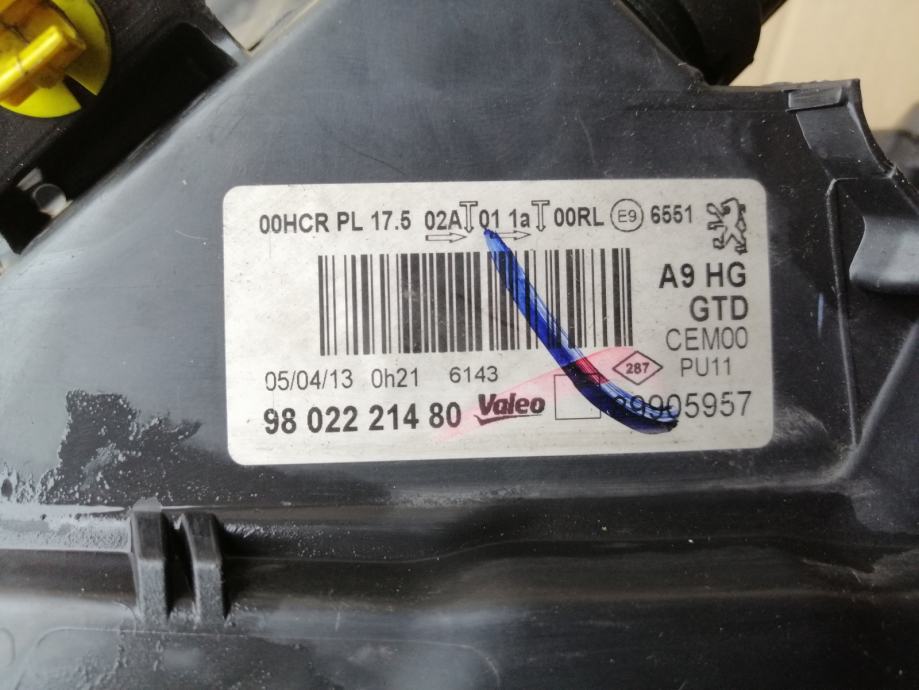 00HCR PL 17.5 02A 01 1a 00RL E9 6551
A9 HG
GTD
CEM00
287 PU11
05/04/13 0h21 6143
98 022 214 80 Valeo